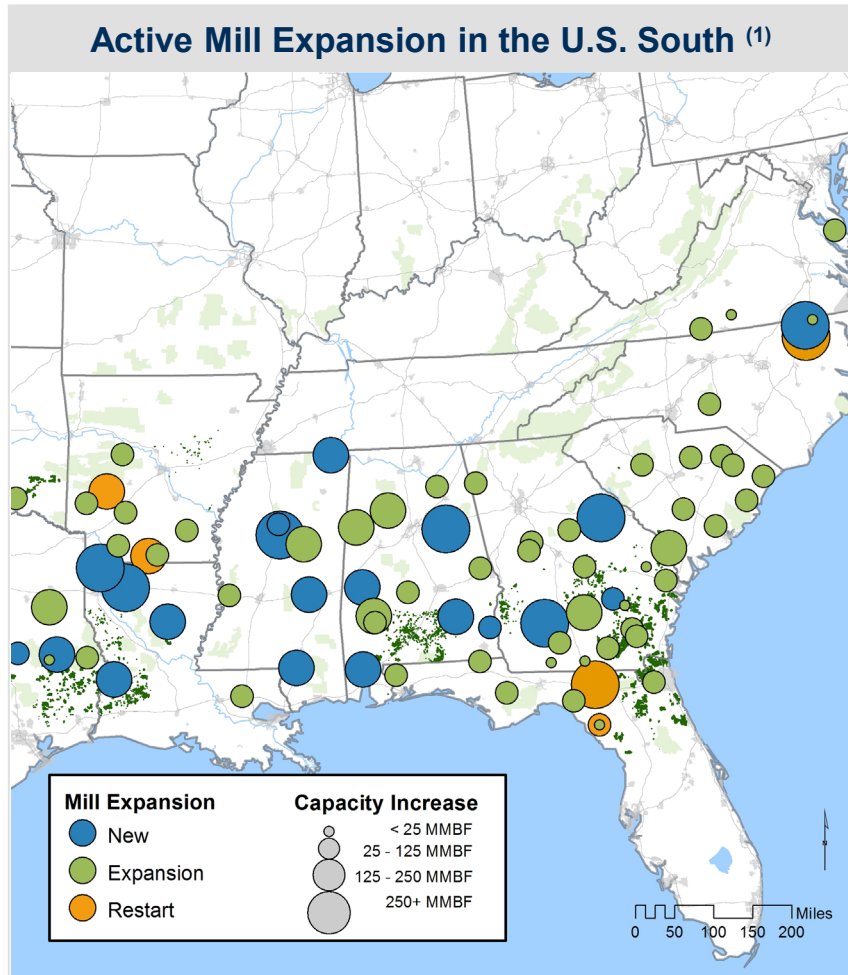 Active Mill Expansion in the U.S. South (1)
Mill Expansion
New
Expansion
Restart
Capacity Increase
< 25 MMBF
25 - 125 MMBF
125 - 250 MMBF
250+ MMBF
Miles
0 50 100 150 200